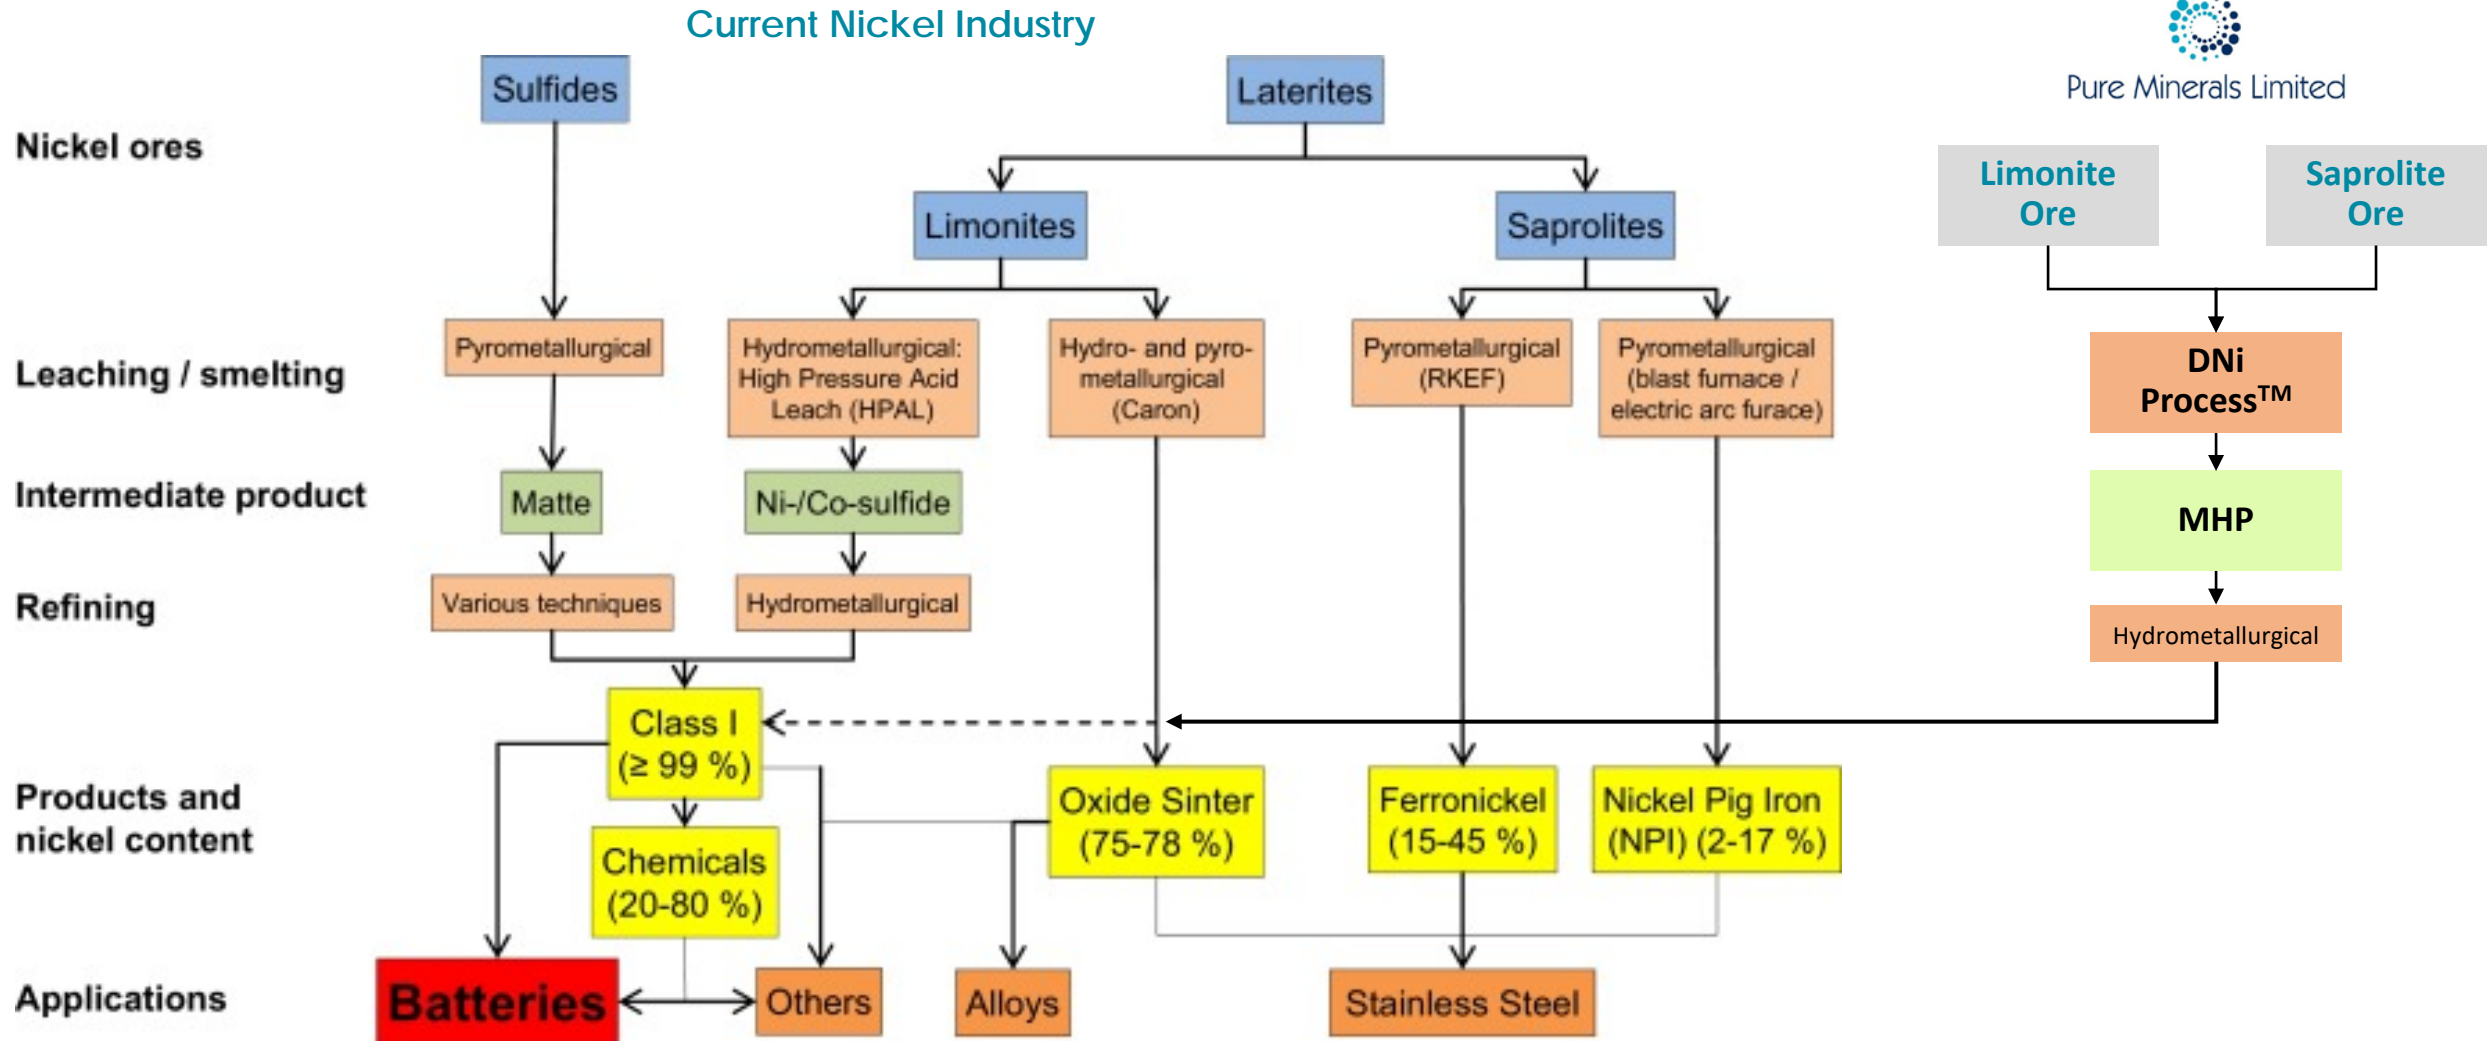 Current Nickel Industry
Pure Minerals Limited
Nickel ores
Sulfides
Laterites
Limonites
Saprolites
Limonite
Ore
Saprolite
Ore
Leaching / smelting
Pyrometallurgical
Hydrometallurgical:
High Pressure Acid
Leach (HPAL)
Hydro- and pyro-
metallurgical
(Caron)
Pyrometallurgical
(RKEF)
Pyrometallurgical
(blast furnace /
electric arc furace)
DNi
Process™
Intermediate product
Matte
Ni-/Co-sulfide
MHP
Refining
Various techniques
Hydrometallurgical
Hydrometallurgical
Products and
nickel content
Class I
(≥ 99 %)
Chemicals
(20-80 %)
Oxide Sinter
(75-78 %)
Ferronickel
(15-45 %)
Nickel Pig Iron
(NPI) (2-17 %)
Applications
Batteries
Others
Alloys
Stainless Steel